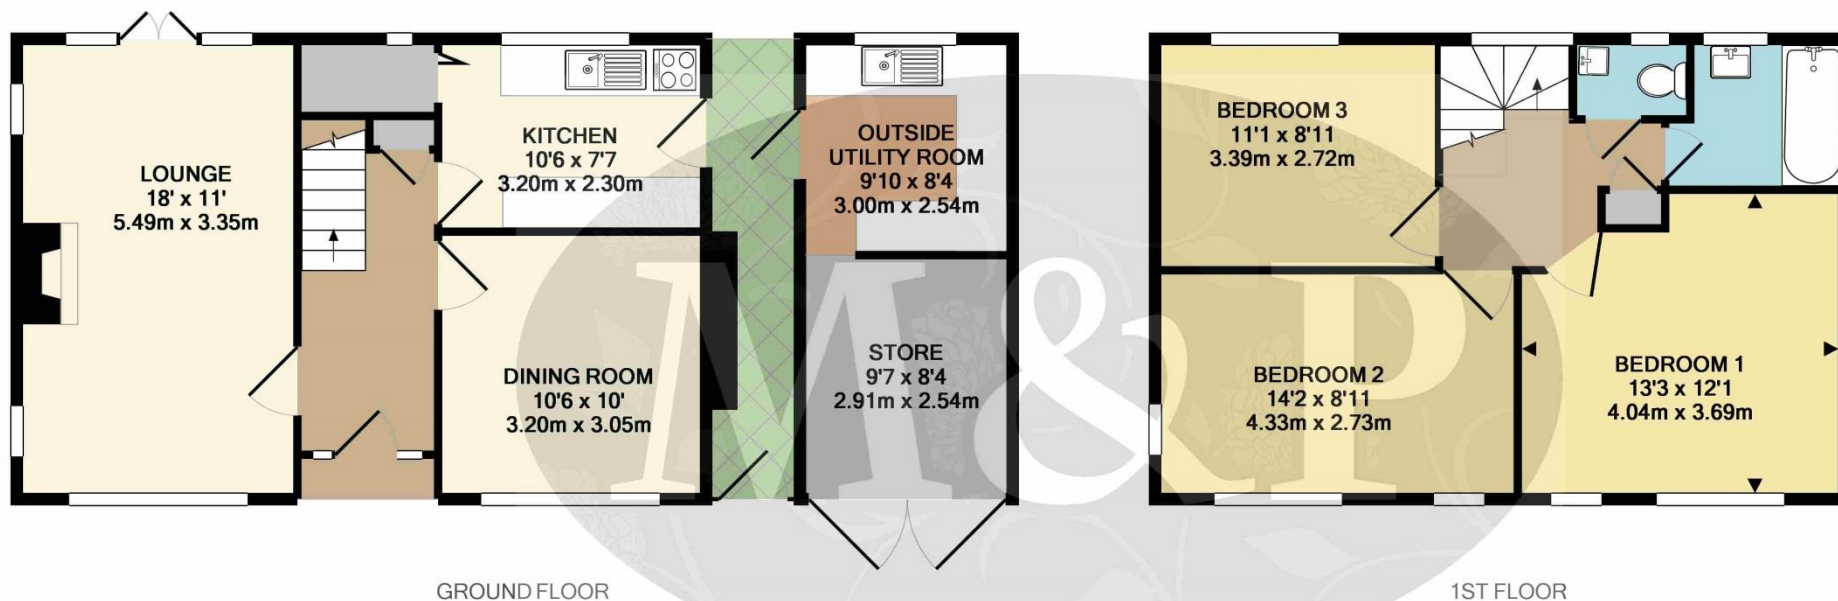 LOUNGE
18' x 11'
5.49m x 3.35m
KITCHEN
10'6 x 7'7
3.20m x 2.30m
DINING ROOM
10'6 x 10'
3.20m x 3.05m
OUTSIDE
UTILITY ROOM
9'10 x 8'4
3.00m x 2.54m
STORE
9'7 x 8'4
2.91m x 2.54m
GROUND FLOOR
BEDROOM 3
11'1 x 8'11
3.39m x 2.72m
BEDROOM 2
14'2 x 8'11
4.33m x 2.73m
BEDROOM 1
13'3 x 12'1
4.04m x 3.69m
1ST FLOOR
M&P